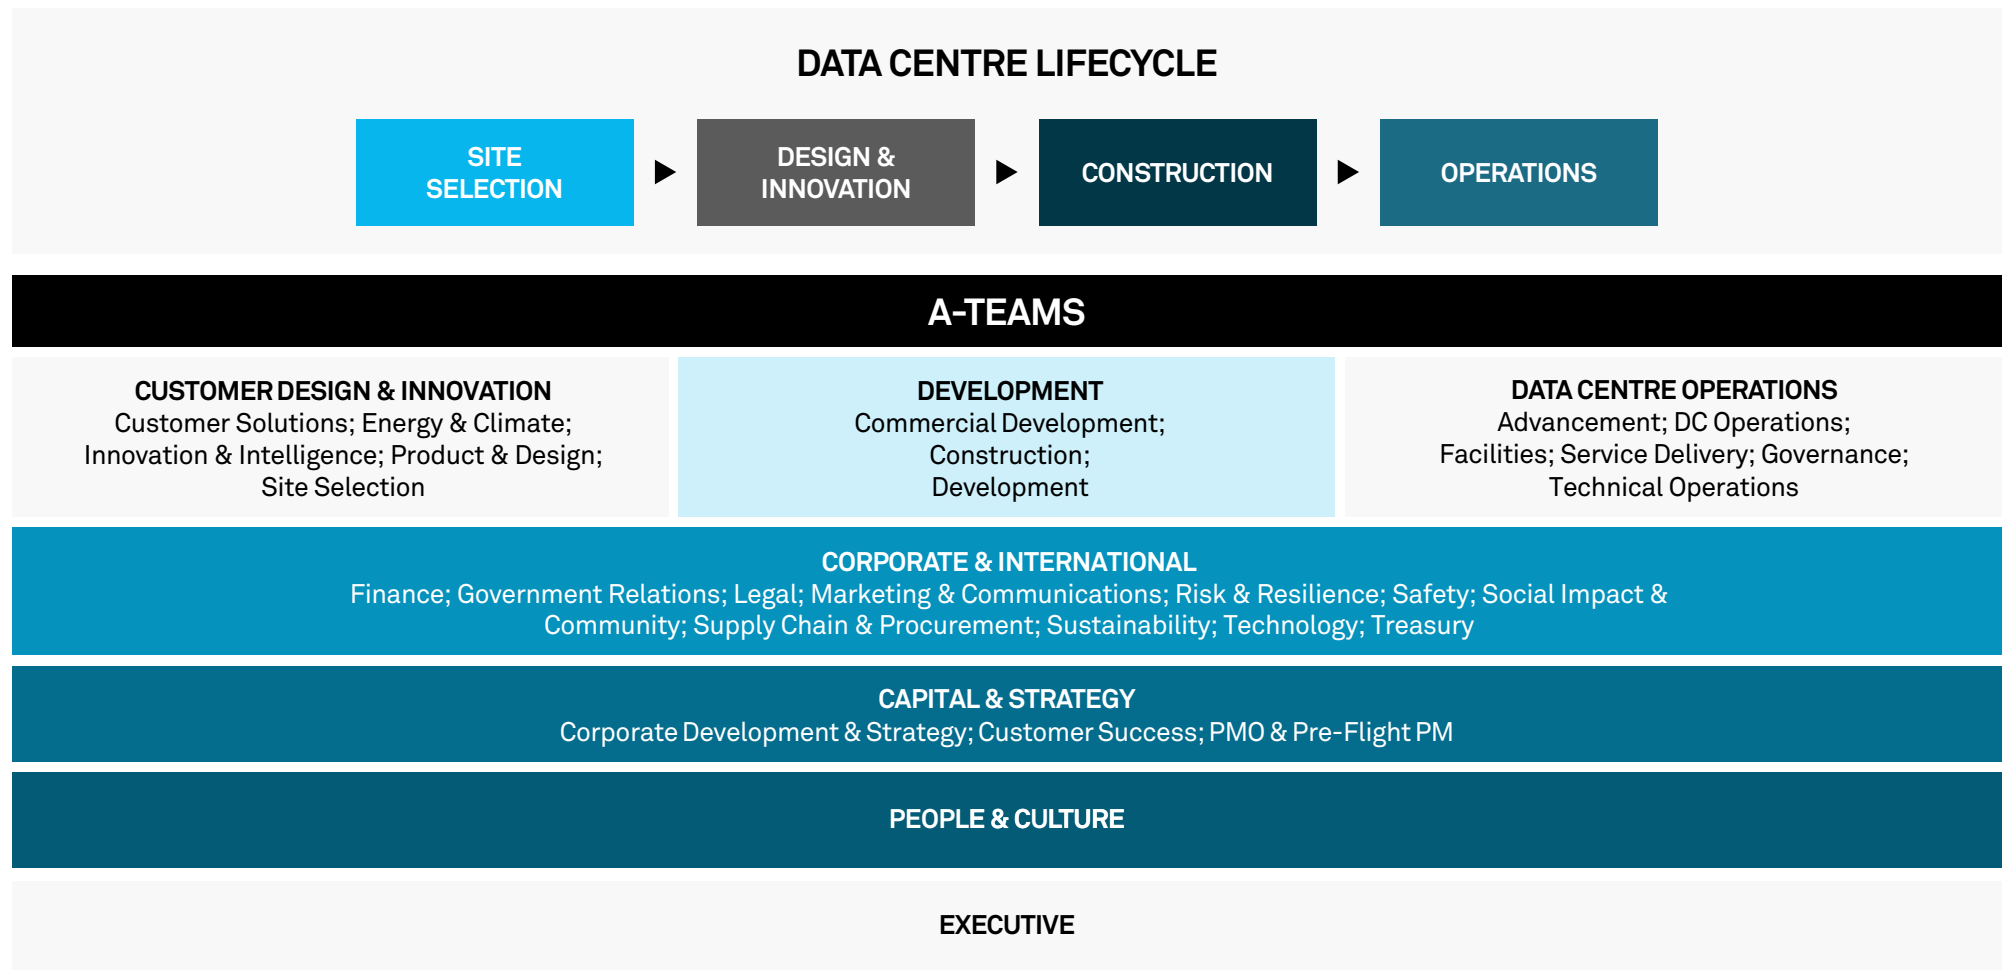 DATA CENTRE LIFECYCLE
SITE
SELECTION
DESIGN &
INNOVATION
CONSTRUCTION
OPERATIONS
A-TEAMS
CUSTOMER DESIGN & INNOVATION
Customer Solutions; Energy & Climate;
Innovation & Intelligence; Product & Design;
Site Selection
DEVELOPMENT
Commercial Development;
Construction;
Development
DATA CENTRE OPERATIONS
Advancement; DC Operations;
Facilities; Service Delivery; Governance;
Technical Operations
CORPORATE & INTERNATIONAL
Finance; Government Relations; Legal; Marketing & Communications; Risk & Resilience; Safety; Social Impact &
Community; Supply Chain & Procurement; Sustainability; Technology; Treasury
CAPITAL & STRATEGY
Corporate Development & Strategy; Customer Success; PMO & Pre-Flight PM
PEOPLE & CULTURE
EXECUTIVE